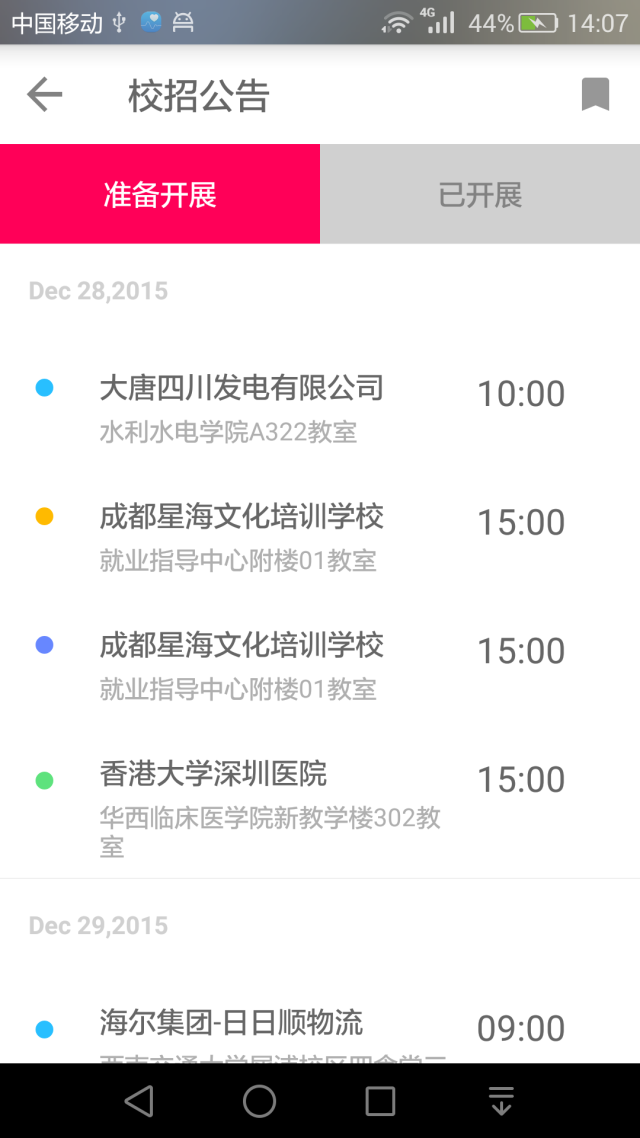 中国移动 4G 44% 14:07
校招公告
准备开展 已开展
Dec 28,2015
大唐四川发电有限公司 10:00
水利水电学院A322教室
成都星海文化培训学校 15:00
就业指导中心附楼01教室
成都星海文化培训学校 15:00
就业指导中心附楼01教室
香港大学深圳医院 15:00
华西临床医学院新教学楼302教
室
Dec 29,2015
海尔集团-日日顺物流 09:00